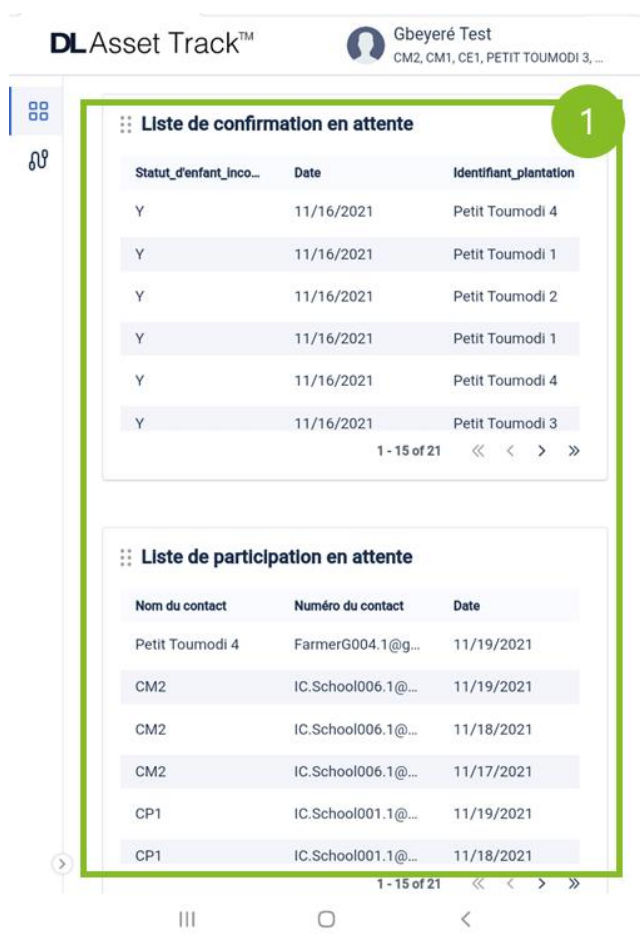 DLAsset Track™
Gbeyeré Test
CM2, CM1, CE1, PETIT TOUMODI 3, ...
1
Liste de confirmation en attente
Statut_d'enfant_inco... Date Identifiant_plantation
Y 11/16/2021 Petit Toumodi 4
Y 11/16/2021 Petit Toumodi 1
Y 11/16/2021 Petit Toumodi 2
Y 11/16/2021 Petit Toumodi 1
Y 11/16/2021 Petit Toumodi 4
Y 11/16/2021 Petit Toumodi 3
1 - 15 of 21
Liste de participation en attente
Nom du contact Numéro du contact Date
Petit Toumodi 4 FarmerG004.1@g... 11/19/2021
CM2 IC.School006.1@... 11/19/2021
CM2 IC.School006.1@... 11/18/2021
CM2 IC.School006.1@... 11/17/2021
CP1 IC.School001.1@... 11/19/2021
CP1 IC.School001.1@... 11/18/2021
1 - 15 of 21